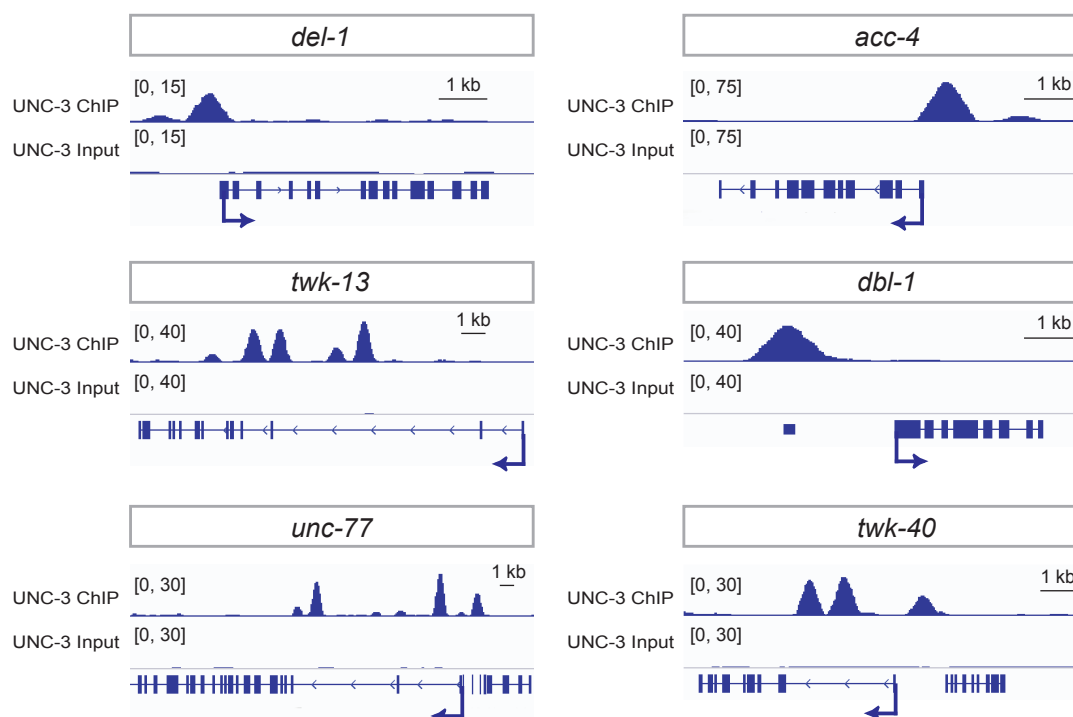 del-1
UNC-3 ChIP
[0, 15]
1 kb
UNC-3 Input
[0, 15]
acc-4
UNC-3 ChIP
[0, 75]
1 kb
UNC-3 Input
[0, 75]
twk-13
UNC-3 ChIP
[0, 40]
1 kb
UNC-3 Input
[0, 40]
dbl-1
UNC-3 ChIP
[0, 40]
1 kb
UNC-3 Input
[0, 40]
unc-77
UNC-3 ChIP
[0, 30]
1 kb
UNC-3 Input
[0, 30]
twk-40
UNC-3 ChIP
[0, 30]
1 kb
UNC-3 Input
[0, 30]